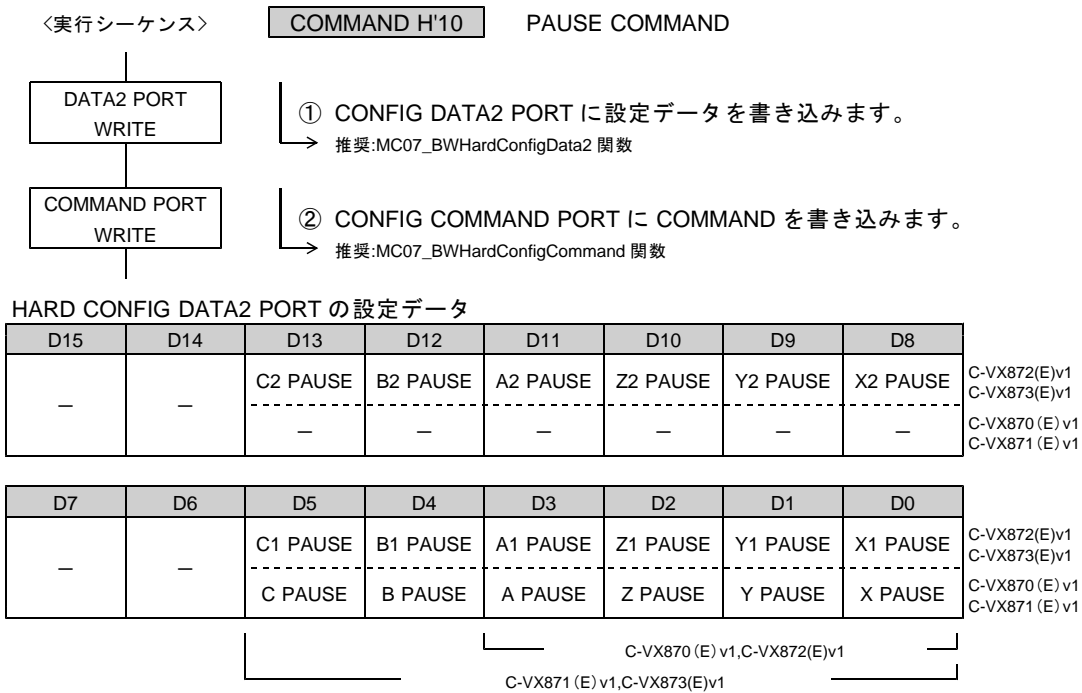 〈実行シーケンス〉 COMMAND H'10 PAUSE COMMAND
DATA2 PORT
WRITE
① CONFIG DATA2 PORT に設定データを書き込みます。
推奨:MC07_BWHardConfigData2 関数
COMMAND PORT
WRITE
② CONFIG COMMAND PORT に COMMAND を書き込みます。
推奨:MC07_BWHardConfigCommand 関数
HARD CONFIG DATA2 PORT の設定データ
D15 D14 D13 D12 D11 D10 D9 D8
— — C2 PAUSE B2 PAUSE A2 PAUSE Z2 PAUSE Y2 PAUSE X2 PAUSE C-VX872(E)v1
C-VX873(E)v1
— — — — — — C-VX870（E）v1
C-VX871（E）v1
D7 D6 D5 D4 D3 D2 D1 D0
— — C1 PAUSE B1 PAUSE A1 PAUSE Z1 PAUSE Y1 PAUSE X1 PAUSE C-VX872(E)v1
C-VX873(E)v1
C PAUSE B PAUSE A PAUSE Z PAUSE Y PAUSE X PAUSE C-VX870（E）v1
C-VX871（E）v1
C-VX870（E）v1,C-VX872(E)v1
C-VX871（E）v1,C-VX873(E)v1